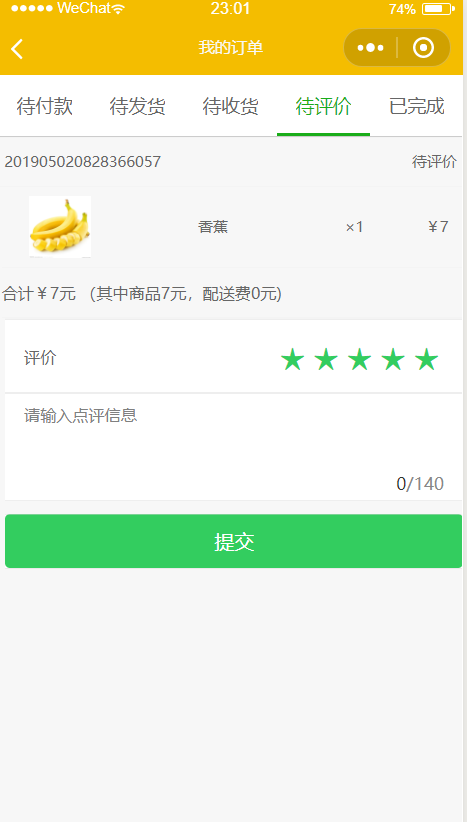 ●●●●● WeChat 23:01 74%
我的订单
待付款 待发货 待收货 待评价 已完成
201905020828366057 待评价
香蕉 ×1 ￥7
合计￥7元 (其中商品7元，配送费0元)
评价 ★ ★ ★ ★ ★
请输入点评信息
0/140
提交